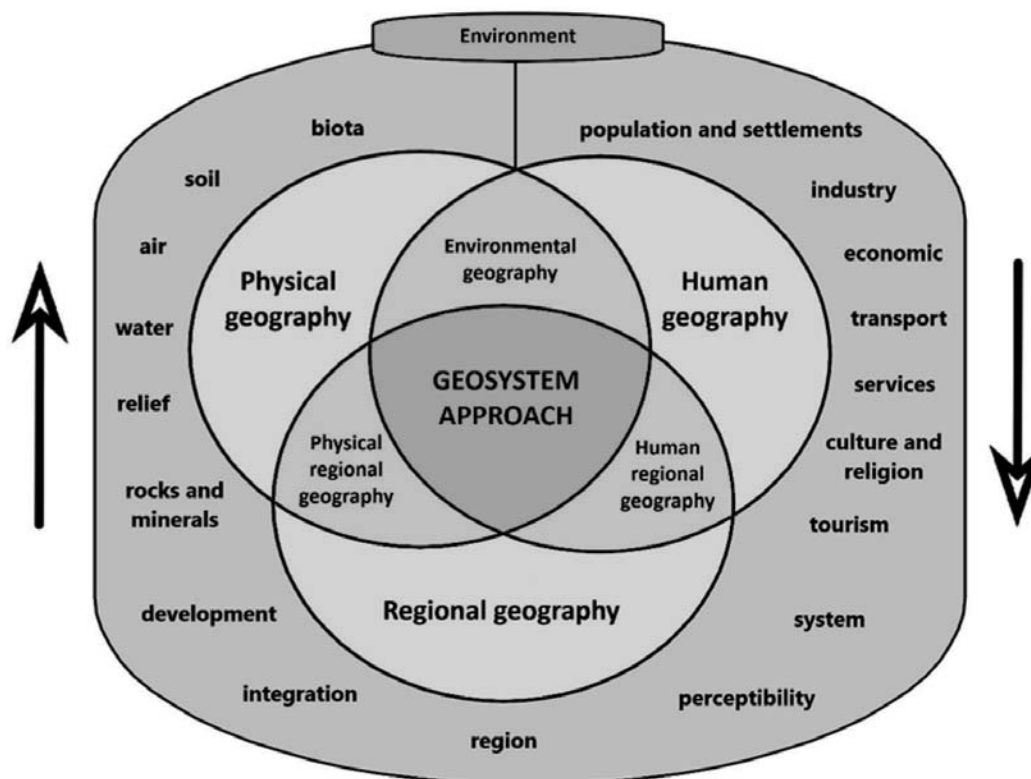 Environment
biota
population and settlements
soil
industry
air
Environmental
geography
economic
Physical
geography
Human
geography
water
transport
GEOSYSTEM
APPROACH
relief
services
Physical
regional
geography
Human
regional
geography
culture and
religion
rocks and
minerals
tourism
development
Regional geography
system
integration
perceptibility
region